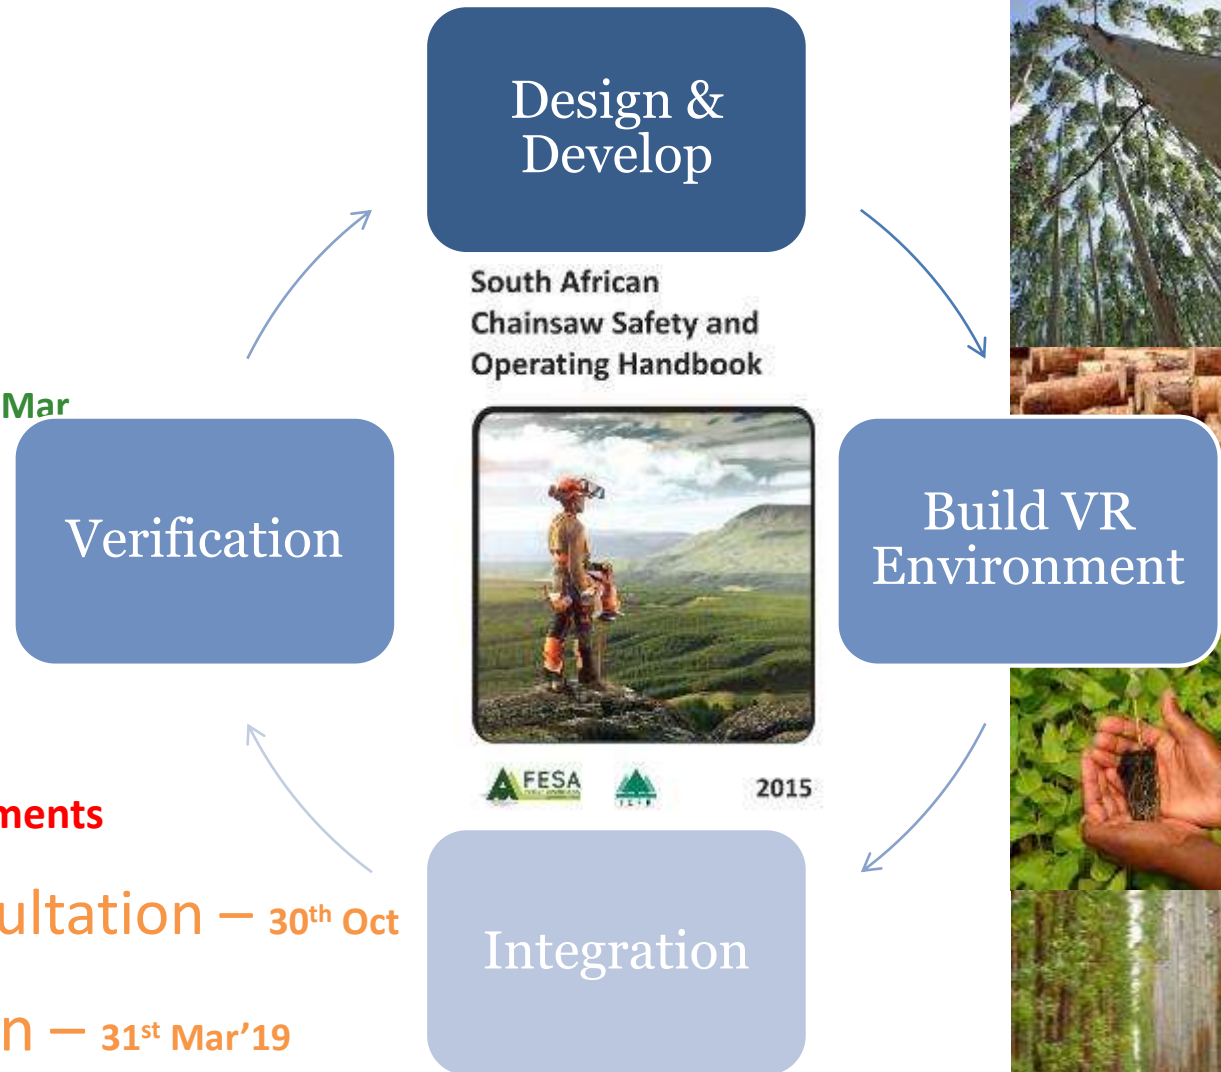 Design &
Develop
South African
Chainsaw Safety and
Operating Handbook
Mar
Verification
Build VR
Environment
FESA
2015
ments
ultation – 30th Oct
Integration
n – 31st Mar’19